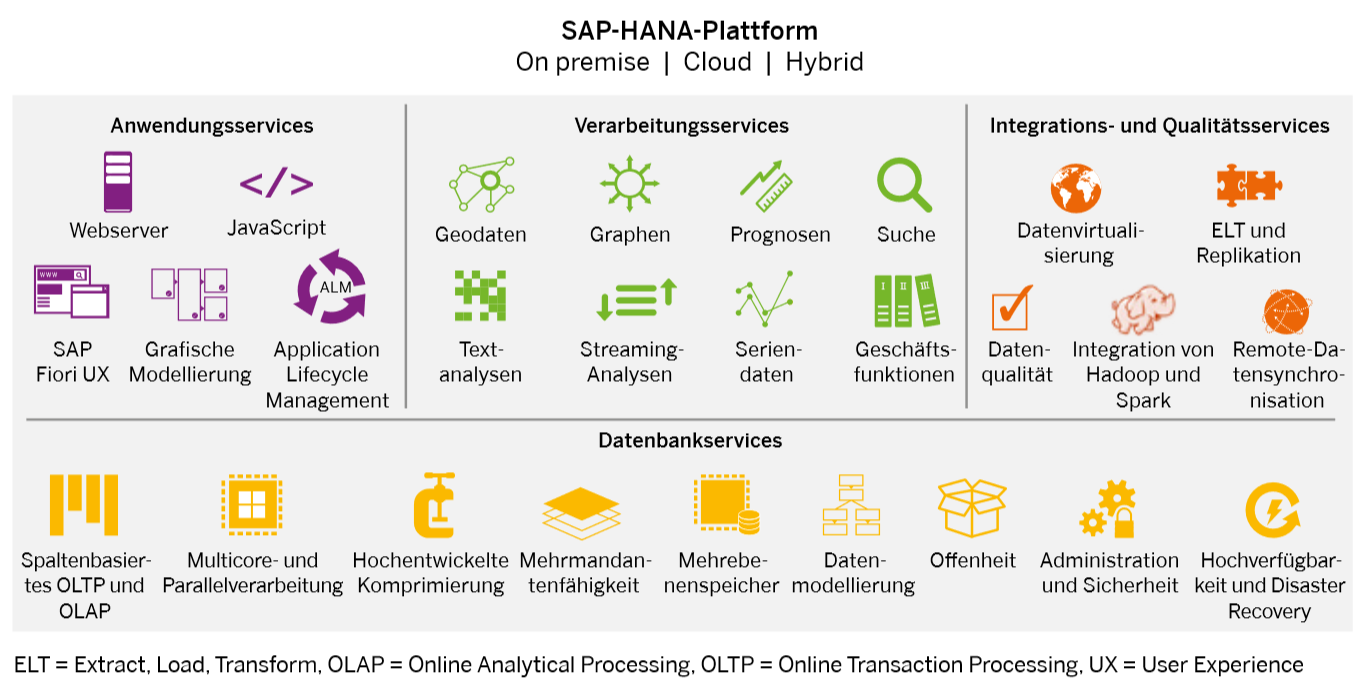 SAP-HANA-Plattform
On premise | Cloud | Hybrid
Anwendungsservices
Webserver
JavaScript
www
ALM
SAP
Fiori UX
Grafische
Modellierung
Application
Lifecycle
Management
Verarbeitungsservices
Geodaten
Graphen
Prognosen
Suche
I II III
Text-
analysen
Streaming-
Analysen
Serien-
daten
Geschäfts-
funktionen
Integrations- und Qualitätsservices
Datenvirtuali-
sierung
ELT und
Replikation
Daten-
qualität
Integration von
Hadoop und
Spark
Remote-Da-
tensynchro-
nisation
Datenbankservices
Spaltenbasier-
tes OLTP und
OLAP
Multicore- und
Parallelverarbeitung
Hochentwickelte
Komprimierung
Mehrmandan-
tenfähigkeit
Mehrebe-
nenspeicher
Daten-
modellierung
Offenheit
Administration
und Sicherheit
Hochverfügbar-
keit und Disaster
Recovery
ELT = Extract, Load, Transform, OLAP = Online Analytical Processing, OLTP = Online Transaction Processing, UX = User Experience